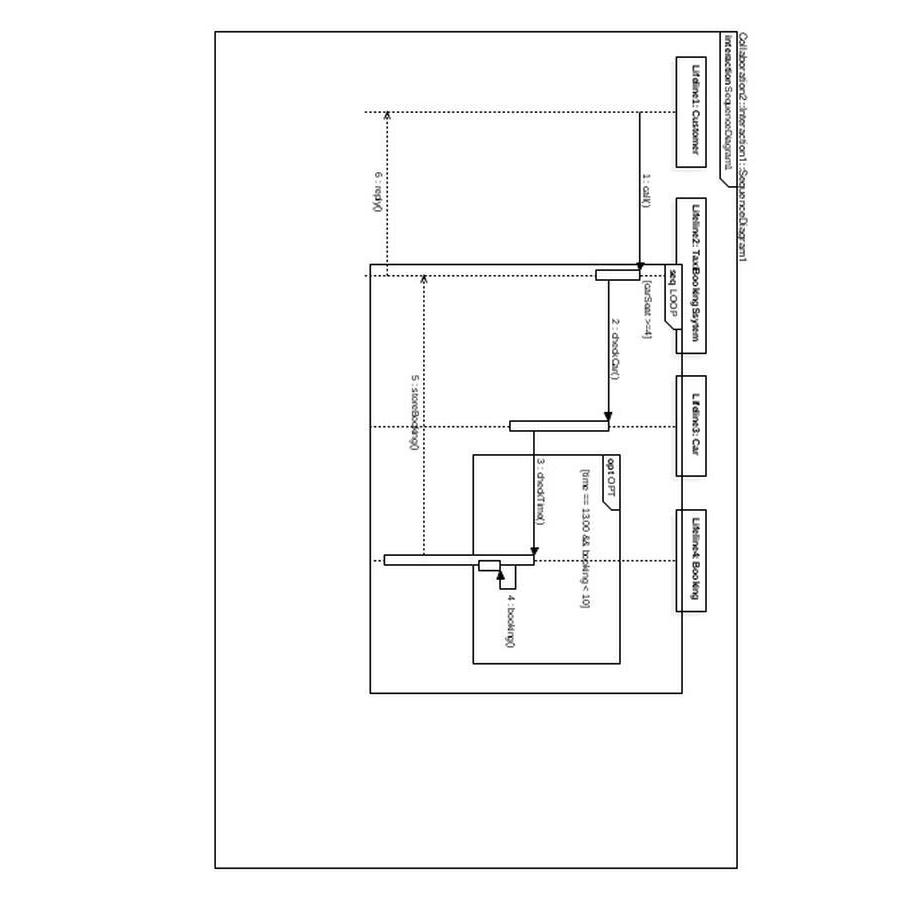 Collaboration2::Interaction1::SequenceDiagram1
interaction SequenceDiagram1
Lifeline1: Customer
Lifeline2: TaxiBookingSsytem
Lifeline3: Car
Lifeline4: Booking
seq LOOP
[carSeat >=4]
1 : call()
2 : checkCar()
opt OPT
[time == 13.00 && booking < 10]
3 : checkTime()
4 : booking()
5 : storeBooking()
6 : reply()